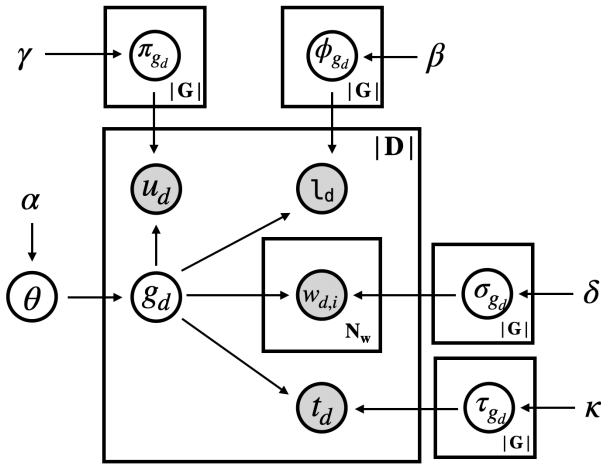 γ
π_{g_d}
|G|
ϕ_{g_d}
|G|
β
|D|
u_d
l_d
α
θ
g_d
w_{d,i}
N_w
σ_{g_d}
|G|
δ
t_d
τ_{g_d}
|G|
κ